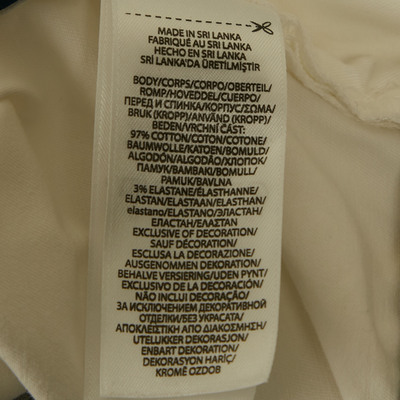 MADE IN SRI LANKA
FABRIQUÉ AU SRI LANKA
HECHO EN SRI LANKA
SRİ LANKA'DA ÜRETİLMİŞTİR
BODY/CORPS/CORPO/OBERTEIL/
ROMP/HOVEDDEL/CUERPO/
ПЕРЕД И СПИНКА/КОРПУС/ΣΩΜΑ/
BRUK (KROPP)/ANVÄND (KROPP)/
BEDEN/VRCHNÍ ČÁST:
97% COTTON/COTON/COTONE/
BAUMWOLLE/KATOEN/BOMULD/
ALGODÓN/ALGODÃO/ХЛОПОК/
ПАМУК/ΒΑΜΒΑΚΙ/BOMULL/
PAMUK/BAVLNA
3% ELASTANE/ÉLASTHANNE/
ELASTAN/ELASTAAN/ELASTHAN/
elastano/ELASTANO/ЭЛАСТАН/
ЕЛАСТАН/ΕΛΑΣΤΑΝ
EXCLUSIVE OF DECORATION/
SAUF DÉCORATION/
ESCLUSA LA DECORAZIONE/
AUSGENOMMEN DEKORATION/
BEHALVE VERSIERING/UDEN PYNT/
EXCLUSIVO DE LA DECORACIÓN/
NÃO INCLUI DECORAÇÃO/
ЗА ИСКЛЮЧЕНИЕМ ДЕКОРАТИВНОЙ
ОТДЕЛКИ/БЕЗ УКРАСАТА/
ΑΠΟΚΛΕΙΣΤΙΚΗ ΑΠΟ ΔΙΑΚΟΣΜΗΣΗ/
UTELUKKER DEKORASJON/
ENBART DEKORATION/
DEKORASYON HARİÇ/
KROMĚ OZDOB